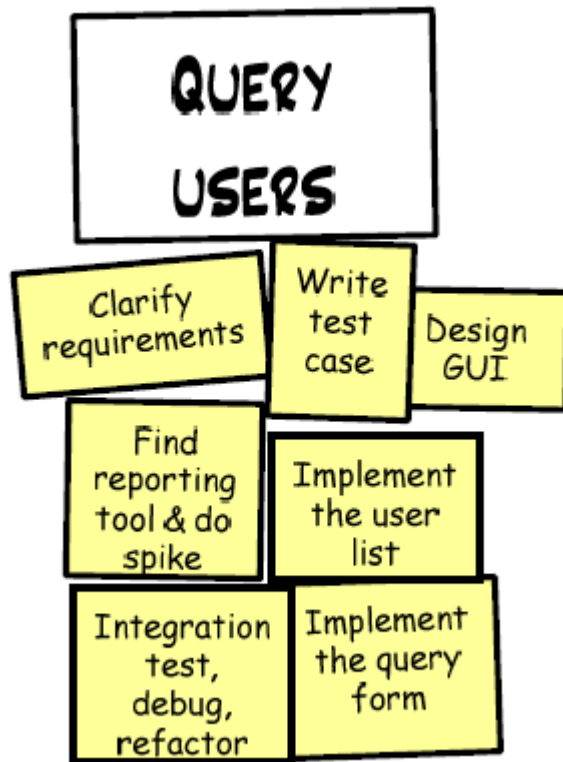 QUERY
USERS
Clarify
requirements
Write
test
case
Design
GUI
Find
reporting
tool & do
spike
Implement
the user
list
Integration
test,
debug,
refactor
Implement
the query
form